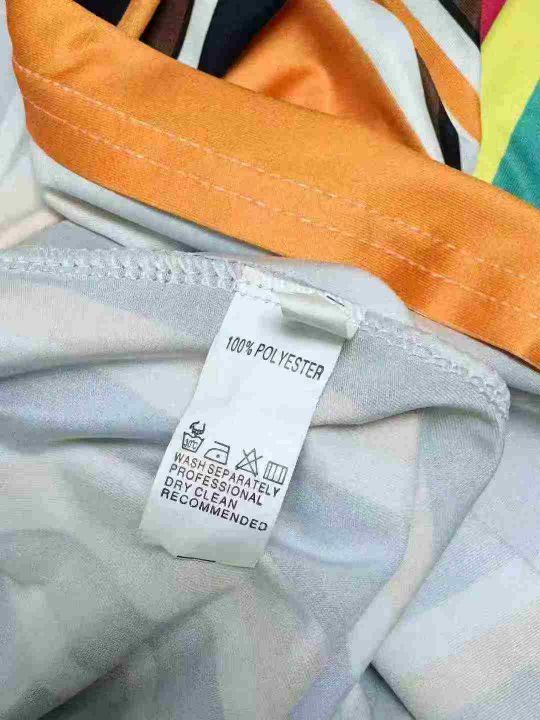 100% POLYESTER
WASH SEPARATELY
PROFESSIONAL
DRY CLEAN
RECOMMENDED